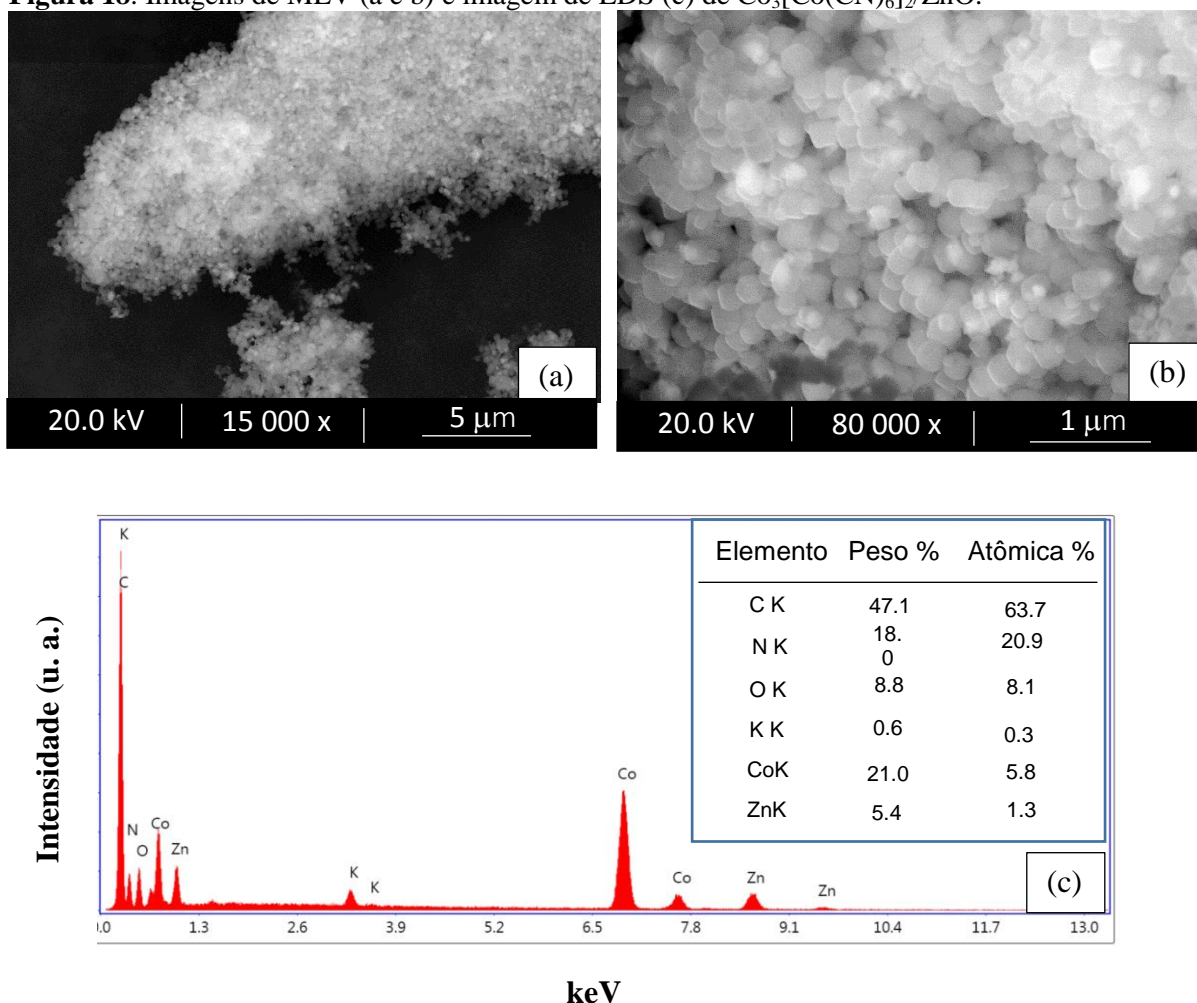 Figura 18. Imagens de MEV (a e b) e imagem de EDS (c) de Co3[Co(CN)6]2/ZnO.
(a)
20.0 kV 15 000 x 5 μm
(b)
20.0 kV 80 000 x 1 μm
Intensidade (u. a.)
K
C
N
O
Co
Zn
K
K
Co
Co
Zn
Zn
Elemento Peso % Atômica %
C K 47.1 63.7
N K 18.
0 20.9
O K 8.8 8.1
K K 0.6 0.3
CoK 21.0 5.8
ZnK 5.4 1.3
(c)
0.0 1.3 2.6 3.9 5.2 6.5 7.8 9.1 10.4 11.7 13.0
keV